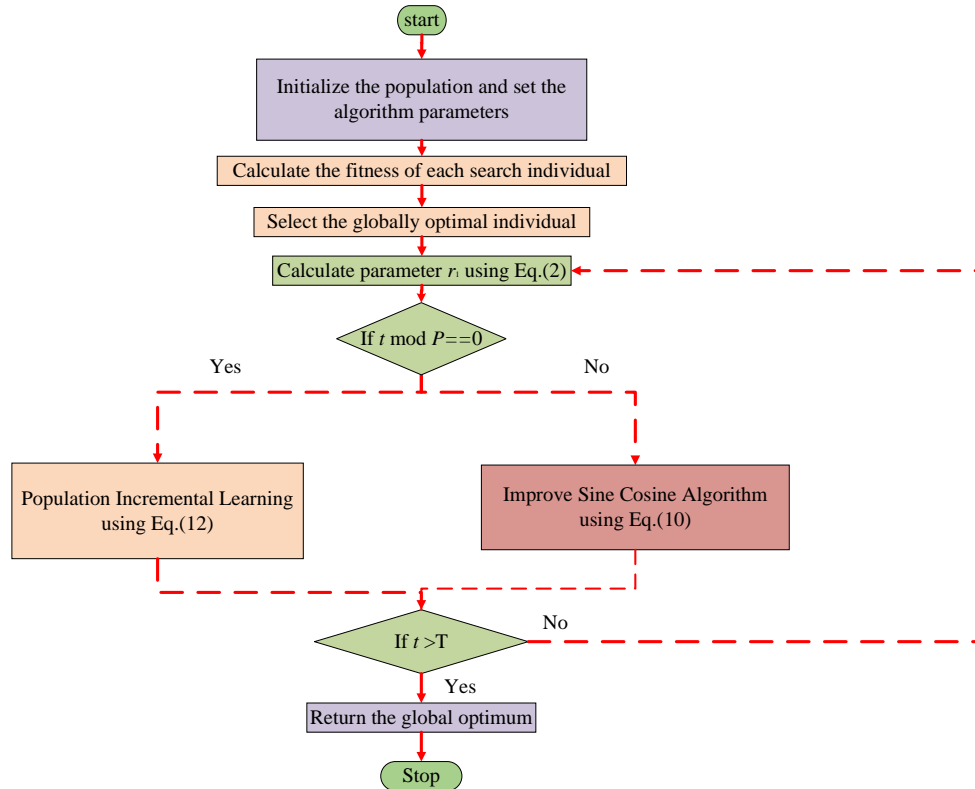 start
Initialize the population and set the
algorithm parameters
Calculate the fitness of each search individual
Select the globally optimal individual
Calculate parameter r₁ using Eq.(2)
If t mod P==0
Yes
No
Population Incremental Learning
using Eq.(12)
Improve Sine Cosine Algorithm
using Eq.(10)
If t >T
No
Yes
Return the global optimum
Stop